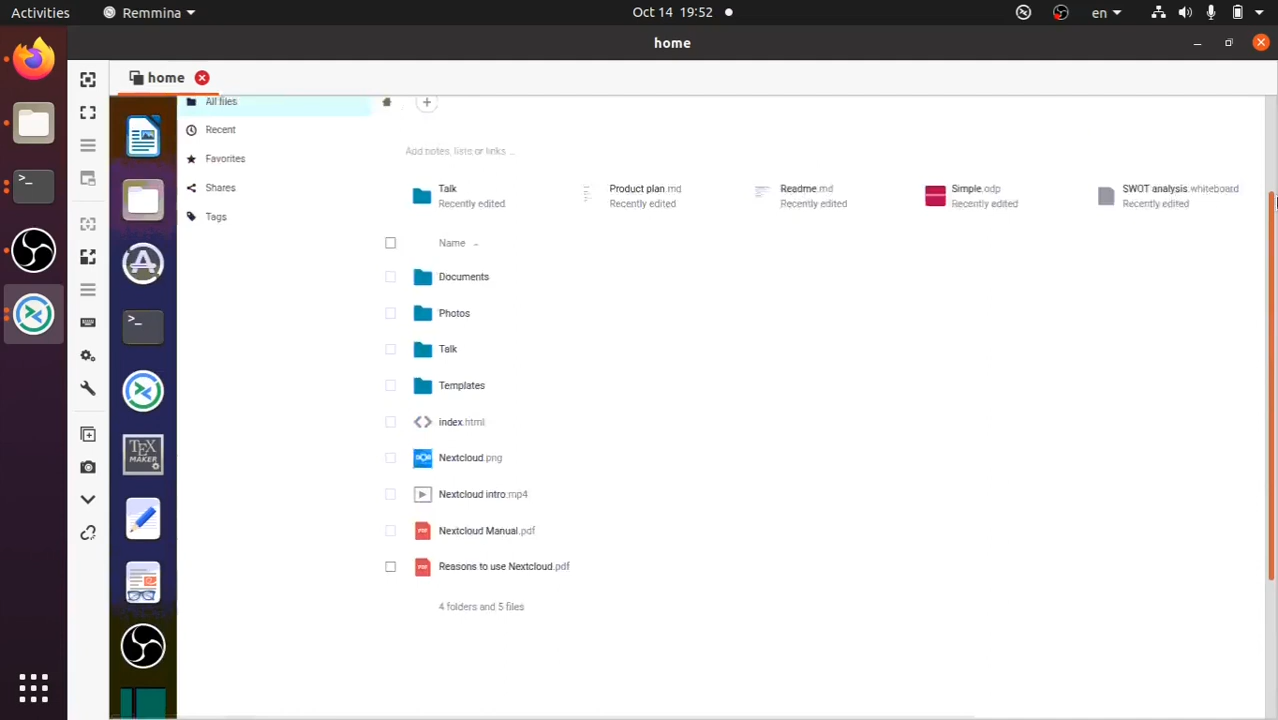 Activities Remmina Oct 14 19:52 en
home
home
All files
Recent
Favorites
Shares
Tags
Add notes, lists or links ...
Talk
Recently edited
Product plan.md
Recently edited
Readme.md
Recently edited
Simple.odp
Recently edited
SWOT analysis.whiteboard
Recently edited
Name
Documents
Photos
Talk
Templates
index.html
Nextcloud.png
Nextcloud intro.mp4
Nextcloud Manual.pdf
Reasons to use Nextcloud.pdf
4 folders and 5 files
TEX
MAKER
PDF
PDF